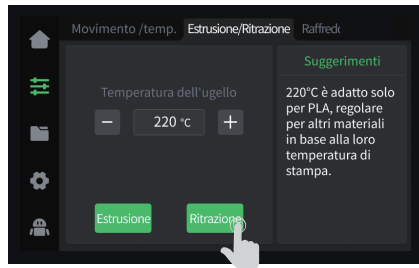 Movimento /temp. Estrusione/Ritrazione Raffredd
Suggerimenti
Temperatura dell'ugello
220 °C
220°C è adatto solo
per PLA, regolare
per altri materiali
in base alla loro
temperatura di
stampa.
Estrusione Ritrazione